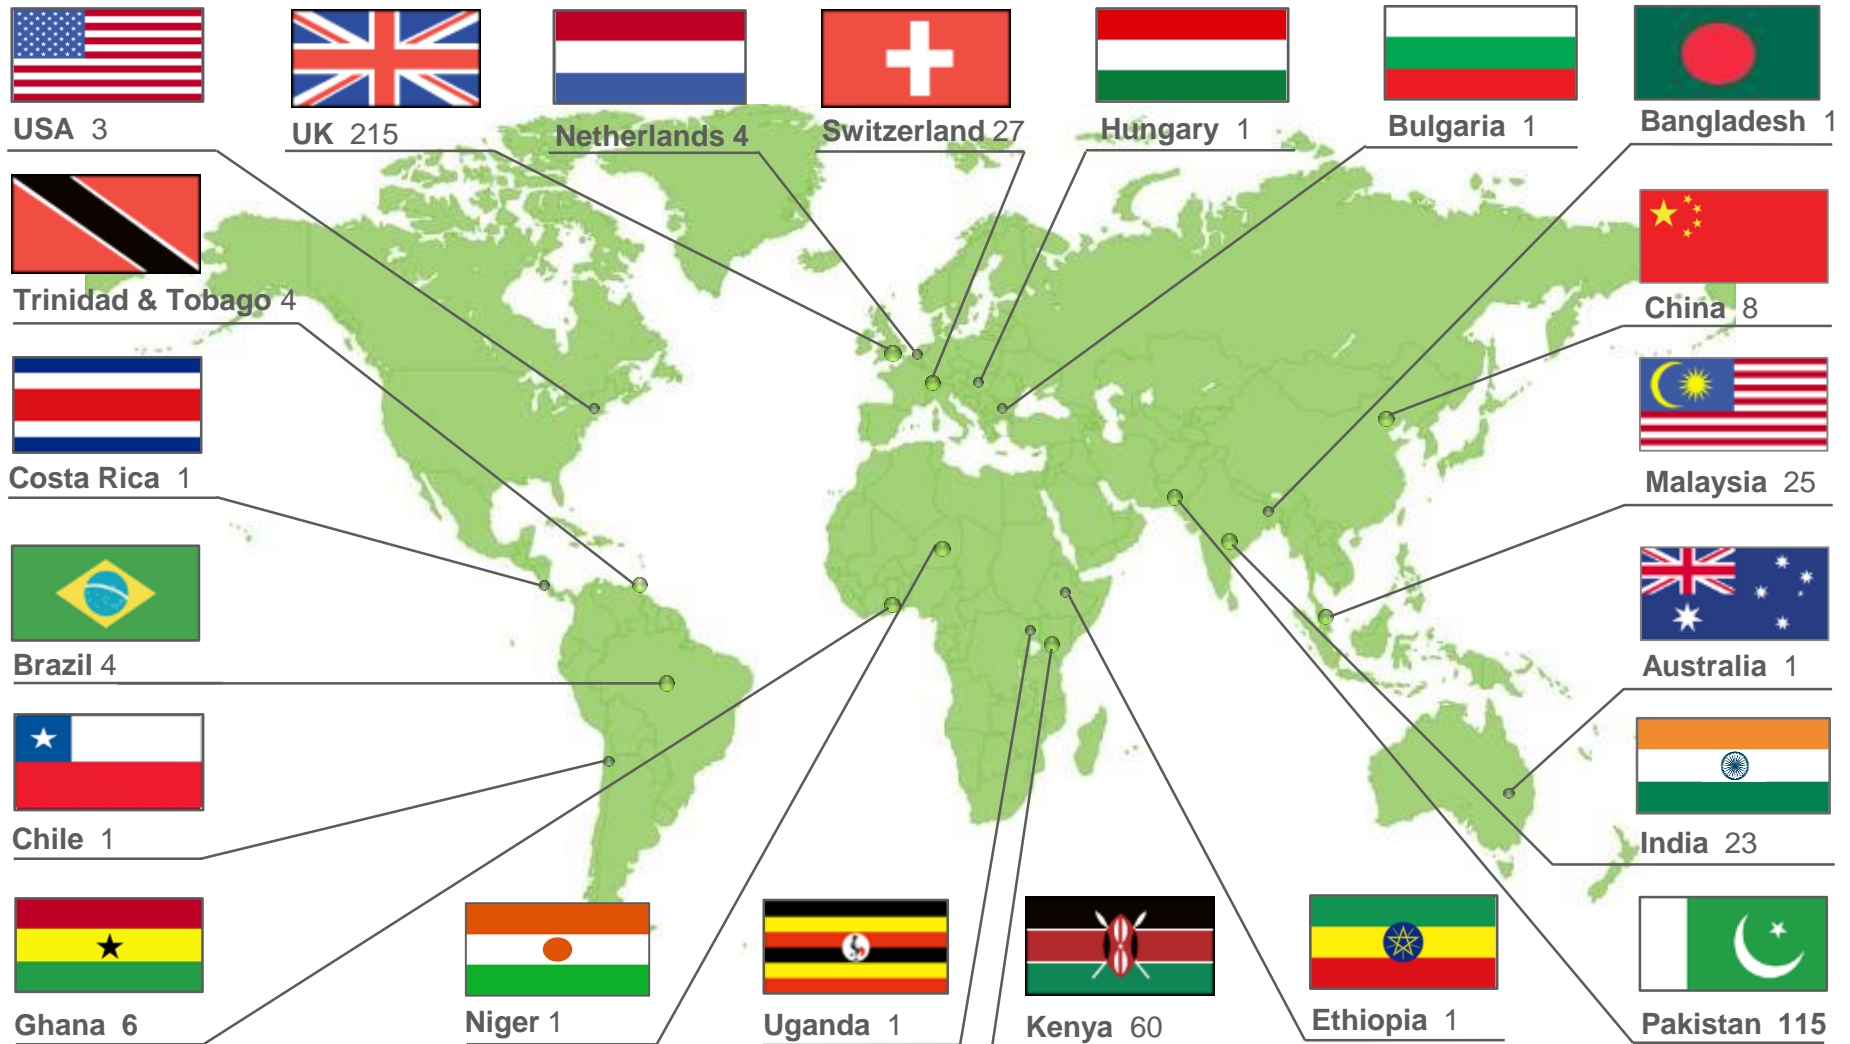 USA 3
UK 215
Netherlands 4
Switzerland 27
Hungary 1
Bulgaria 1
Bangladesh 1
Trinidad & Tobago 4
China 8
Costa Rica 1
Malaysia 25
Brazil 4
Australia 1
Chile 1
India 23
Ghana 6
Niger 1
Uganda 1
Kenya 60
Ethiopia 1
Pakistan 115